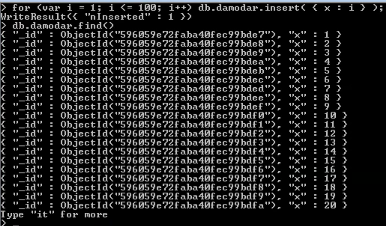 > for (var i = 1; i <= 100; i++) db.damodar.insert( { x : i } );
WriteResult({ "nInserted" : 1 })
> db.damodar.find()
{ "_id" : ObjectId("596059e72faba40fec99bde7"), "x" : 1 }
{ "_id" : ObjectId("596059e72faba40fec99bde8"), "x" : 2 }
{ "_id" : ObjectId("596059e72faba40fec99bde9"), "x" : 3 }
{ "_id" : ObjectId("596059e72faba40fec99bdea"), "x" : 4 }
{ "_id" : ObjectId("596059e72faba40fec99bdeb"), "x" : 5 }
{ "_id" : ObjectId("596059e72faba40fec99bdec"), "x" : 6 }
{ "_id" : ObjectId("596059e72faba40fec99bded"), "x" : 7 }
{ "_id" : ObjectId("596059e72faba40fec99bdee"), "x" : 8 }
{ "_id" : ObjectId("596059e72faba40fec99bdef"), "x" : 9 }
{ "_id" : ObjectId("596059e72faba40fec99bdf0"), "x" : 10 }
{ "_id" : ObjectId("596059e72faba40fec99bdf1"), "x" : 11 }
{ "_id" : ObjectId("596059e72faba40fec99bdf2"), "x" : 12 }
{ "_id" : ObjectId("596059e72faba40fec99bdf3"), "x" : 13 }
{ "_id" : ObjectId("596059e72faba40fec99bdf4"), "x" : 14 }
{ "_id" : ObjectId("596059e72faba40fec99bdf5"), "x" : 15 }
{ "_id" : ObjectId("596059e72faba40fec99bdf6"), "x" : 16 }
{ "_id" : ObjectId("596059e72faba40fec99bdf7"), "x" : 17 }
{ "_id" : ObjectId("596059e72faba40fec99bdf8"), "x" : 18 }
{ "_id" : ObjectId("596059e72faba40fec99bdf9"), "x" : 19 }
{ "_id" : ObjectId("596059e72faba40fec99bdfa"), "x" : 20 }
Type "it" for more
> _